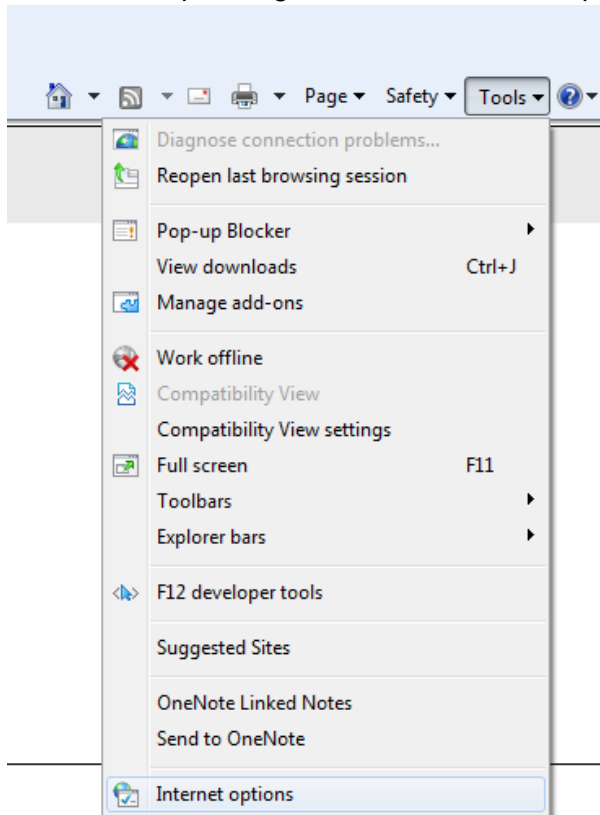 Page Safety Tools
Diagnose connection problems...
Reopen last browsing session
Pop-up Blocker
View downloads Ctrl+J
Manage add-ons
Work offline
Compatibility View
Compatibility View settings
Full screen F11
Toolbars
Explorer bars
F12 developer tools
Suggested Sites
OneNote Linked Notes
Send to OneNote
Internet options